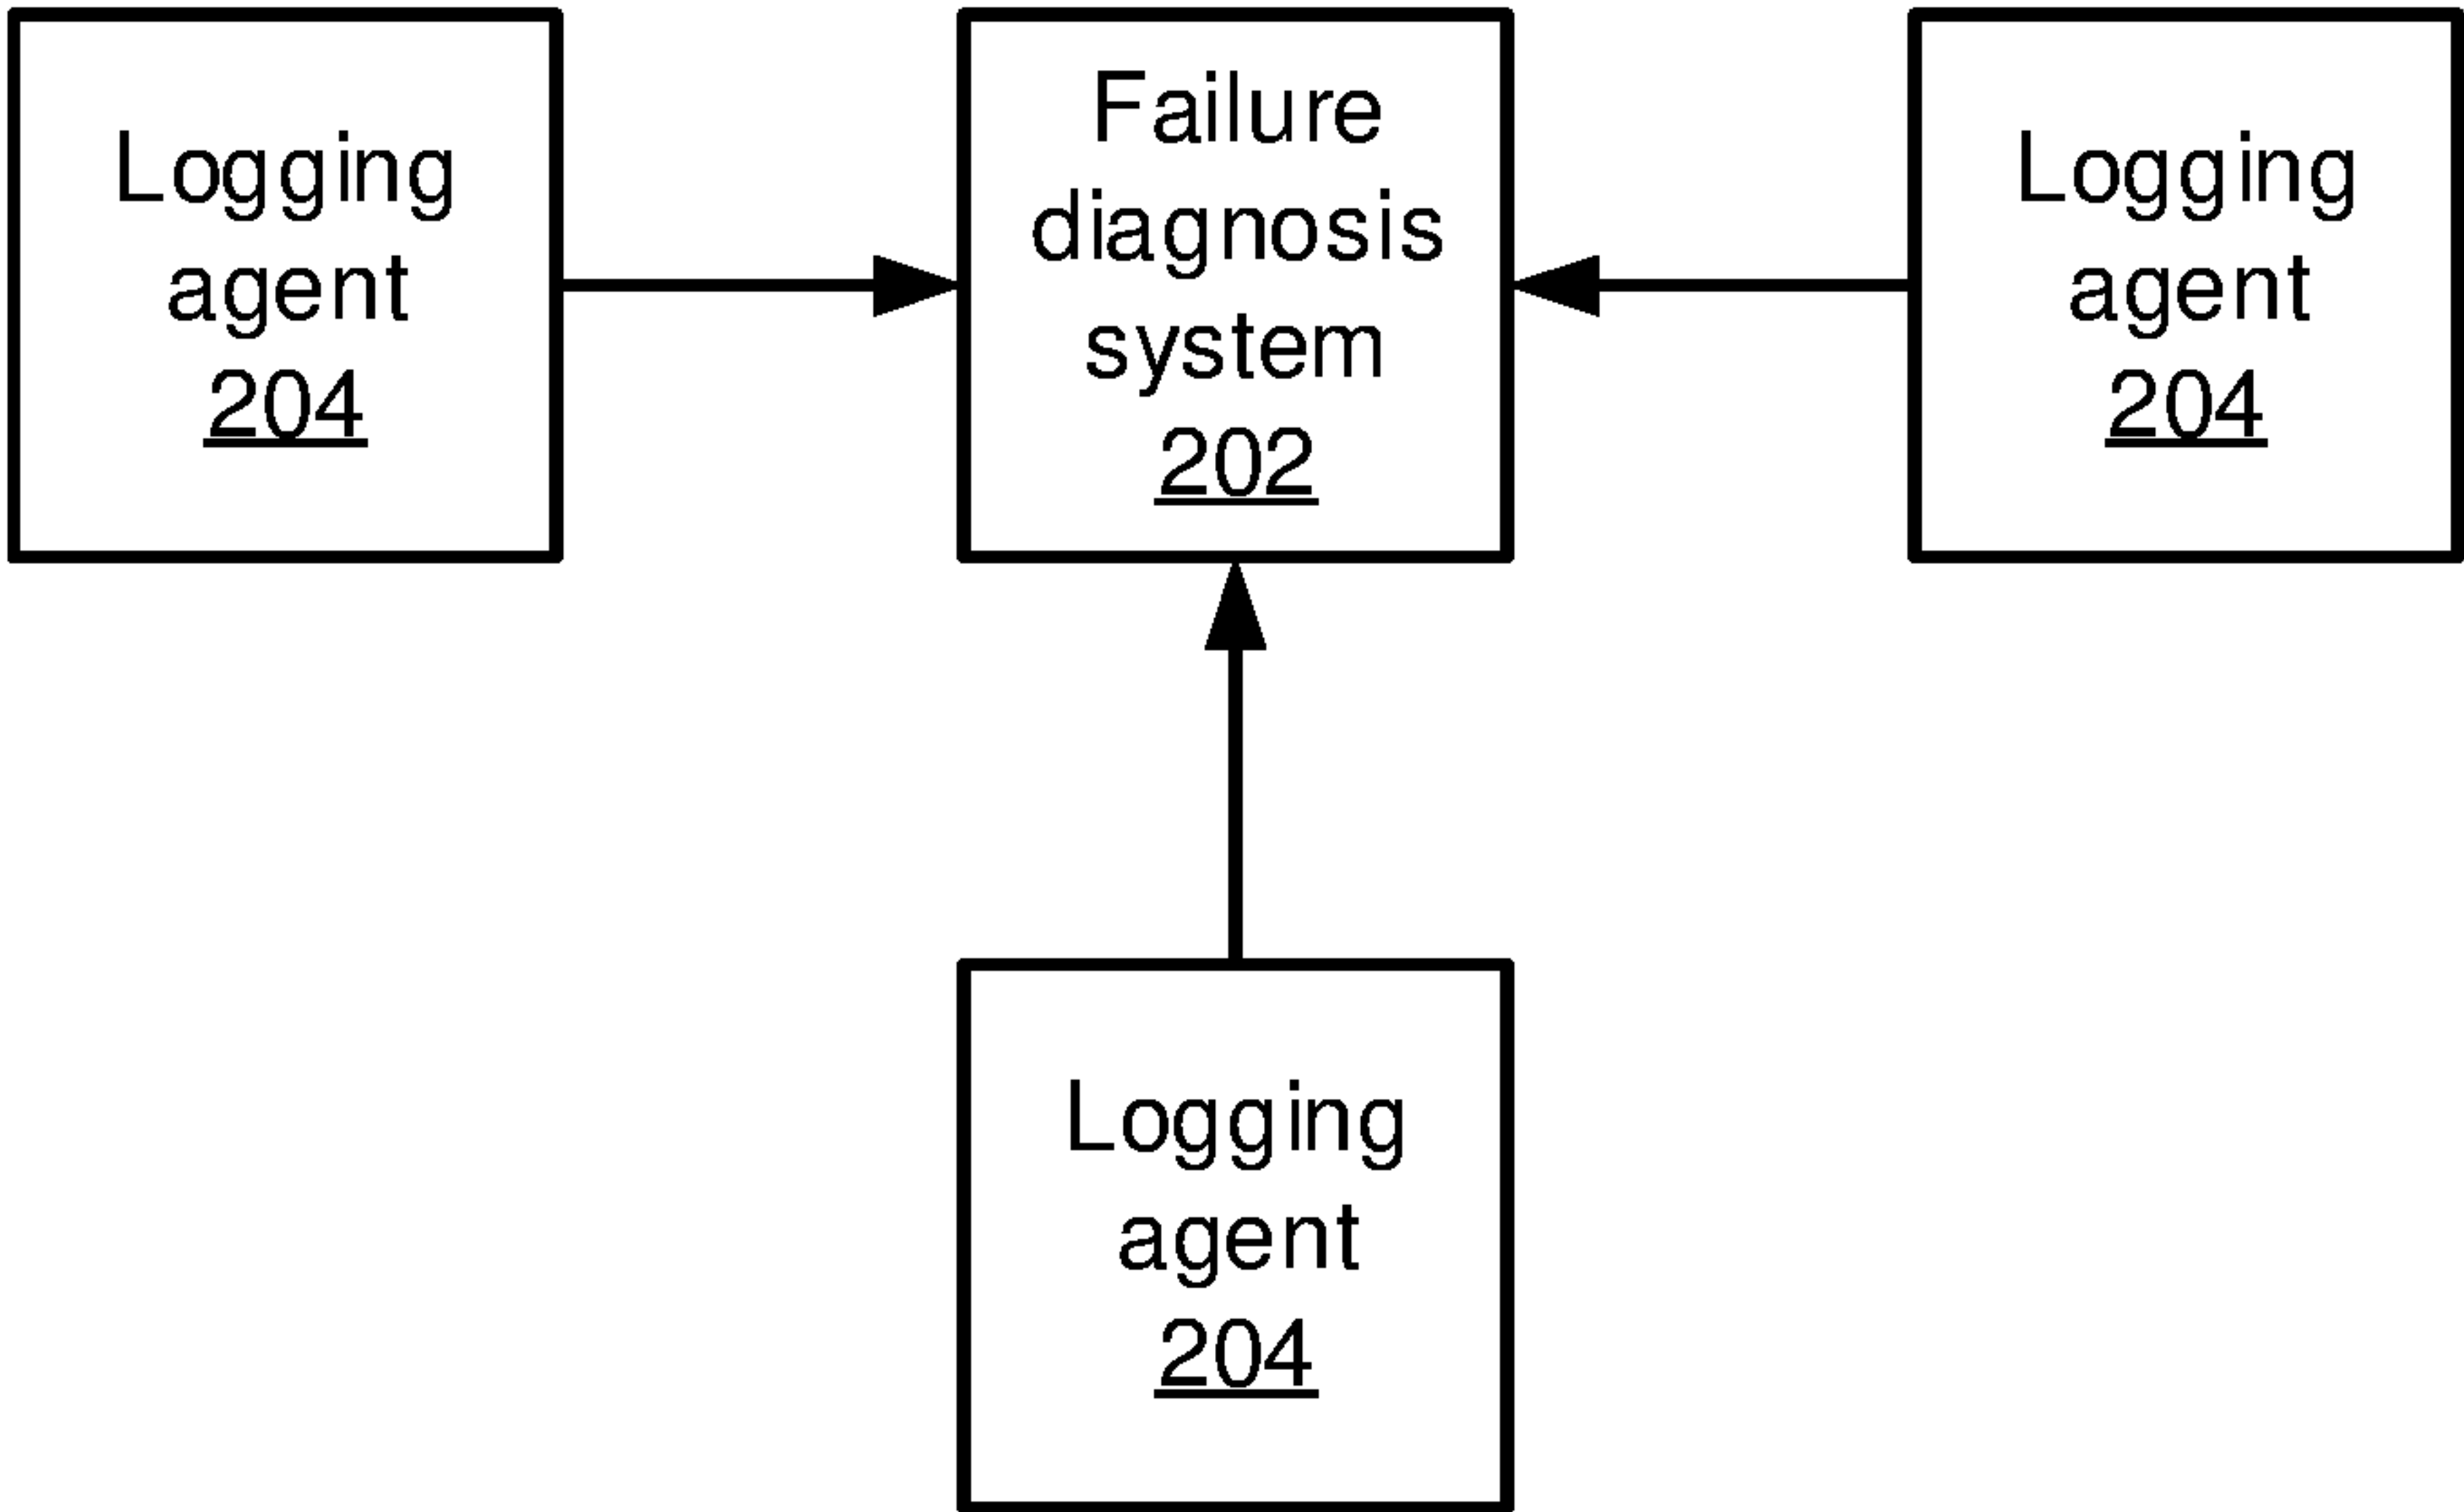 Logging
agent
204
Failure
diagnosis
system
202
Logging
agent
204
Logging
agent
204